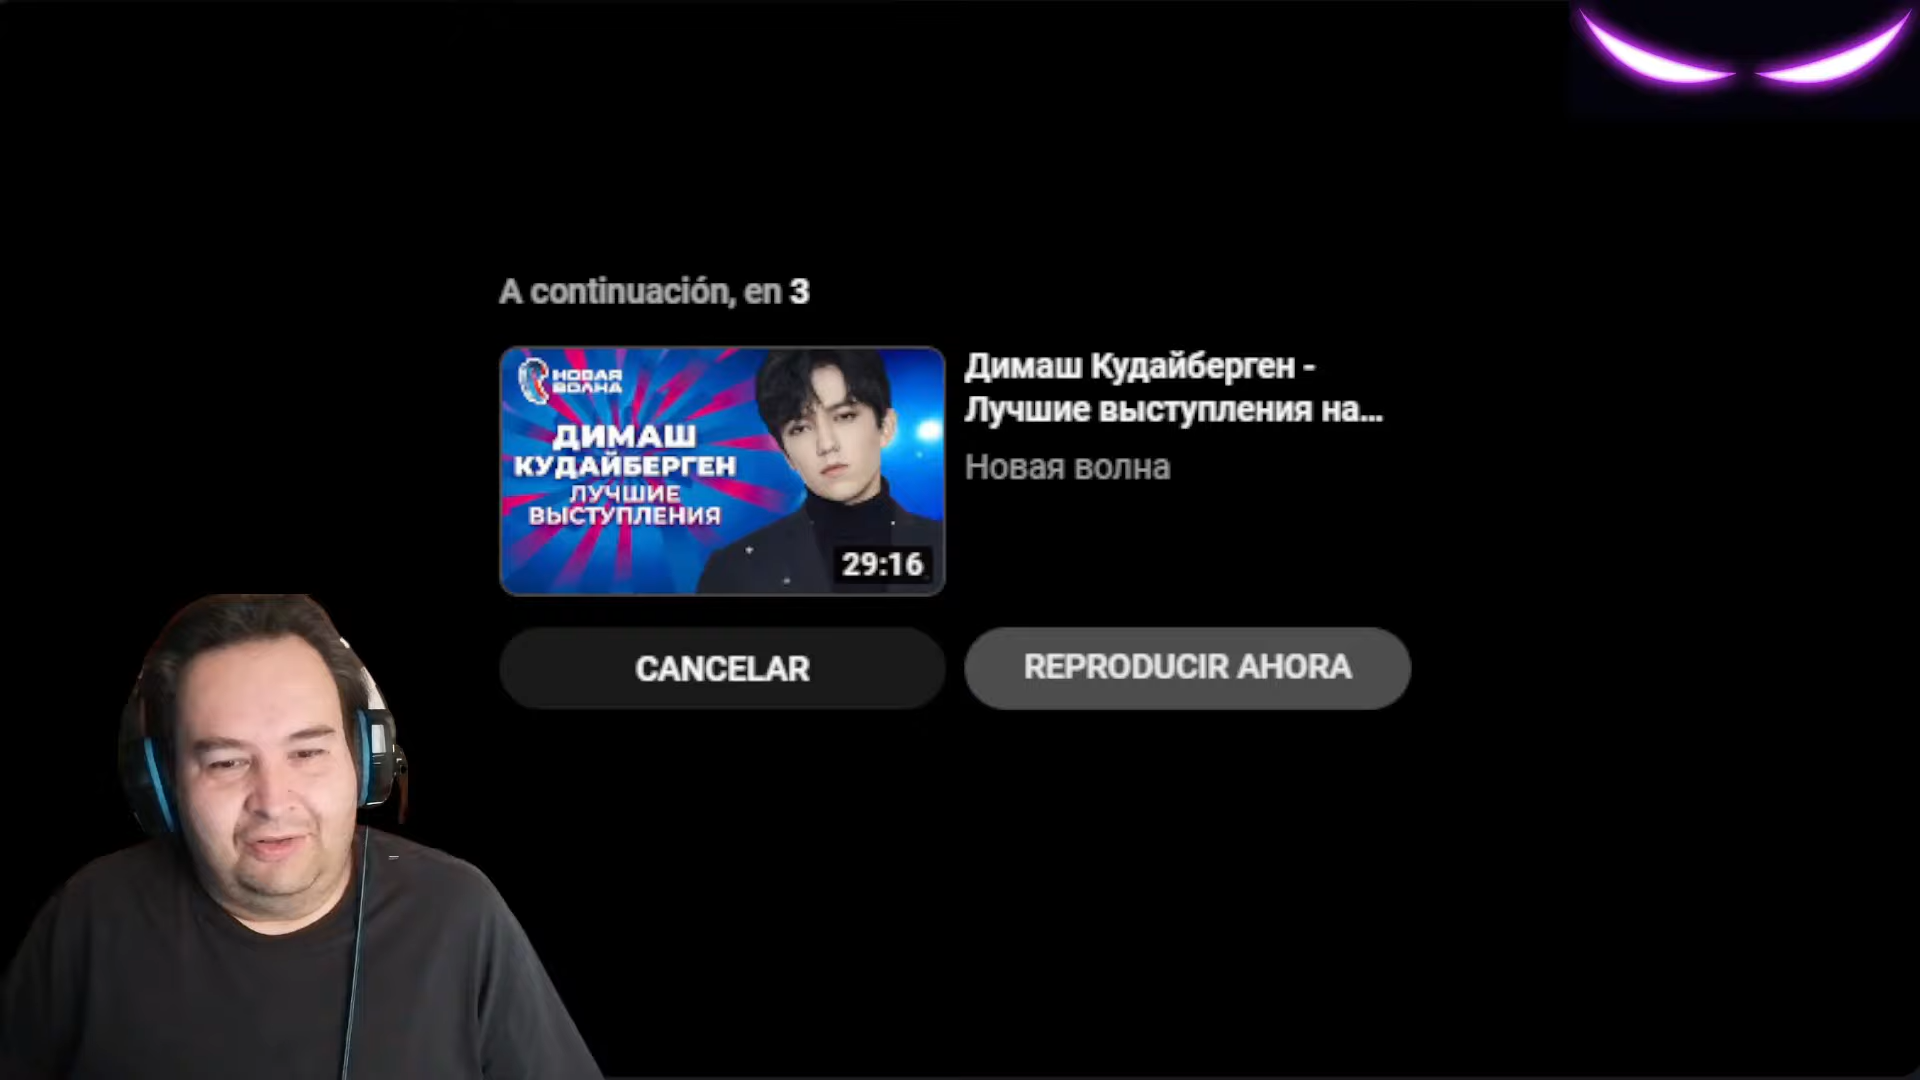 A continuación, en 3
НОВАЯ
ВОЛНА
ДИМАШ
КУДАЙБЕРГЕН
ЛУЧШИЕ
ВЫСТУПЛЕНИЯ
29:16
Димаш Кудайберген -
Лучшие выступления на...
Новая волна
CANCELAR
REPRODUCIR AHORA